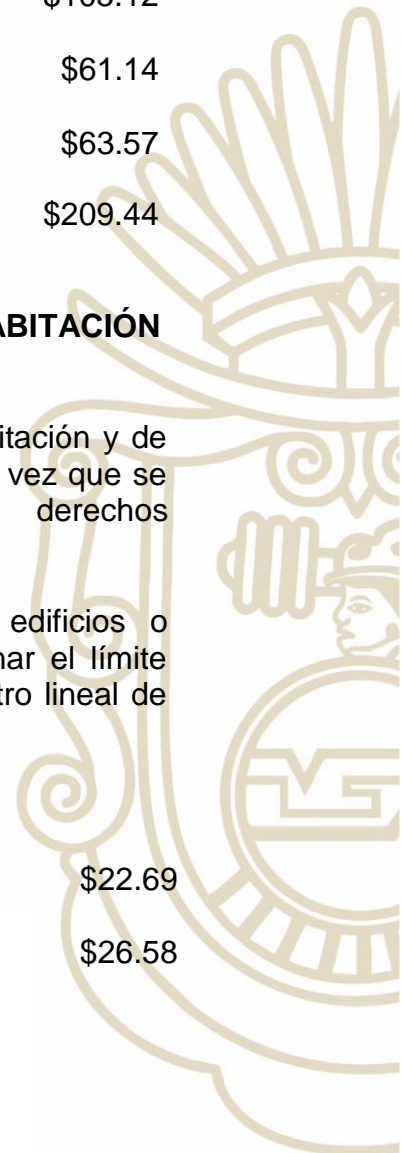 $61.14
$63.57
$209.44
ABITACIÓN
itación y de
vez que se
derechos
edificios o
nar el límite
tro lineal de
$22.69
$26.58